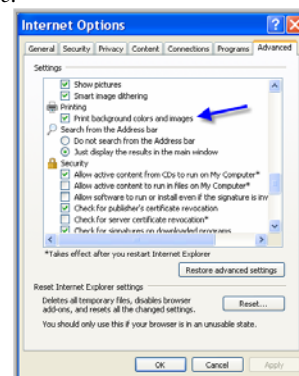 Internet Options
General Security Privacy Content Connections Programs Advanced
Settings
Show pictures
Smart image dithering
Printing
Print background colors and images
Search from the Address bar
Do not search from the Address bar
Just display the results in the main window
Security
Allow active content from CDs to run on My Computer*
Allow active content to run in files on My Computer*
Allow software to run or install even if the signature is inv
Check for publisher's certificate revocation
Check for server certificate revocation*
Check for signatures on downloaded programs
*Takes effect after you restart Internet Explorer
Restore advanced settings
Reset Internet Explorer settings
Deletes all temporary files, disables browser
add-ons, and resets all the changed settings.
Reset...
You should only use this if your browser is in an unusable state.
OK Cancel Apply